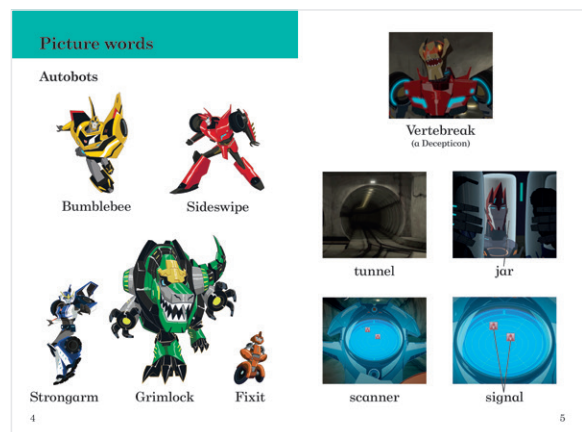 Picture words
Autobots
Bumblebee
Sideswipe
Strongarm
Grimlock
Fixit
4
Vertebreak
(a Decepticon)
tunnel
jar
scanner
signal
5